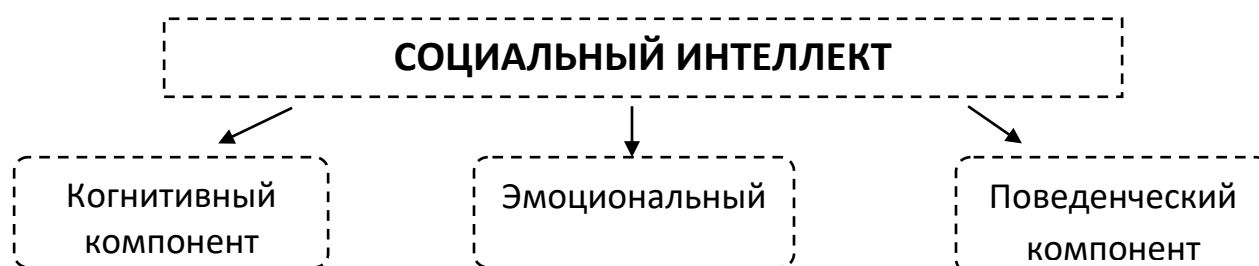 СОЦИАЛЬНЫЙ ИНТЕЛЛЕКТ
Когнитивный
компонент
Эмоциональный
Поведенческий
компонент